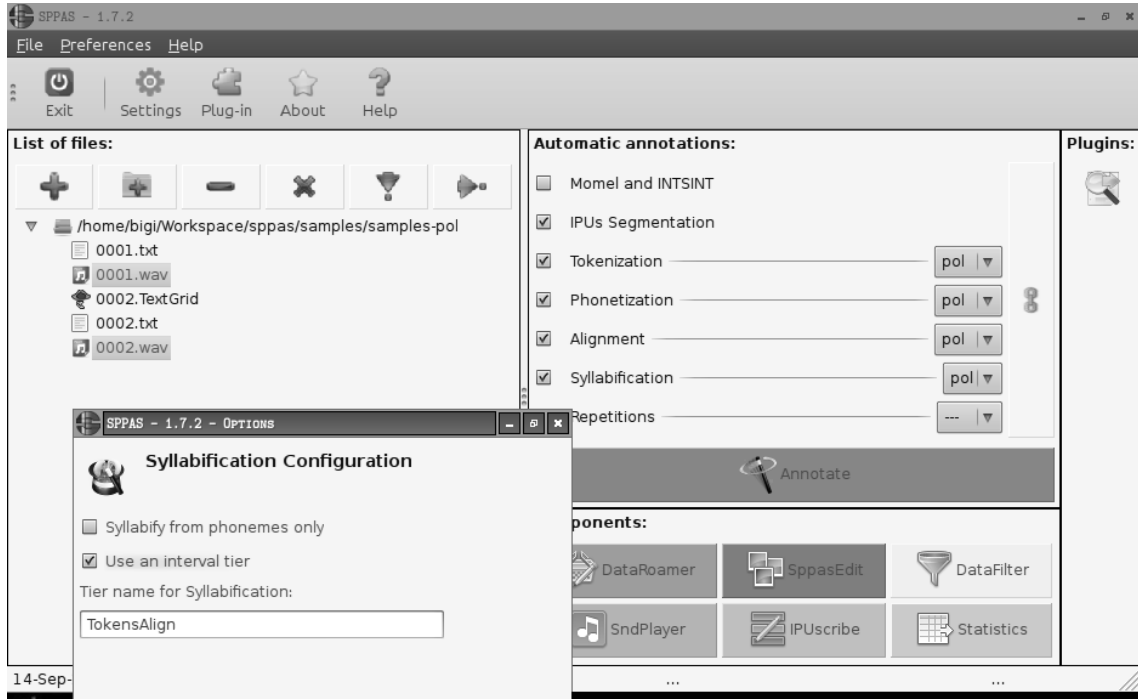 SPPAS - 1.7.2
File Preferences Help
Exit Settings Plug-in About Help
List of files:
/home/bigi/Workspace/sppas/samples/samples-pol
0001.txt
0001.wav
0002.TextGrid
0002.txt
0002.wav
Automatic annotations:
Momel and INTSINT
IPUs Segmentation
Tokenization pol
Phonetization pol
Alignment pol
Syllabification pol
Repetitions ---
Annotate
Plugins:
SPPAS - 1.7.2 - Options
Syllabification Configuration
Syllabify from phonemes only
Use an interval tier
Tier name for Syllabification:
TokensAlign
ponents:
DataRoamer SppasEdit DataFilter
SndPlayer IPUscribe Statistics
14-Sep-
... ...